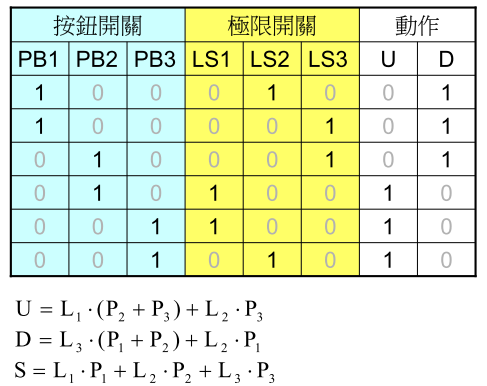 按鈕開關 極限開關 動作
PB1 PB2 PB3 LS1 LS2 LS3 U D
1 0 0 0 1 0 0 1
1 0 0 0 0 1 0 1
0 1 0 0 0 1 0 1
0 1 0 1 0 0 1 0
0 0 1 1 0 0 1 0
0 0 1 0 1 0 1 0
U = L₁ · (P₂ + P₃) + L₂ · P₃
D = L₃ · (P₁ + P₂) + L₂ · P₁
S = L₁ · P₁ + L₂ · P₂ + L₃ · P₃